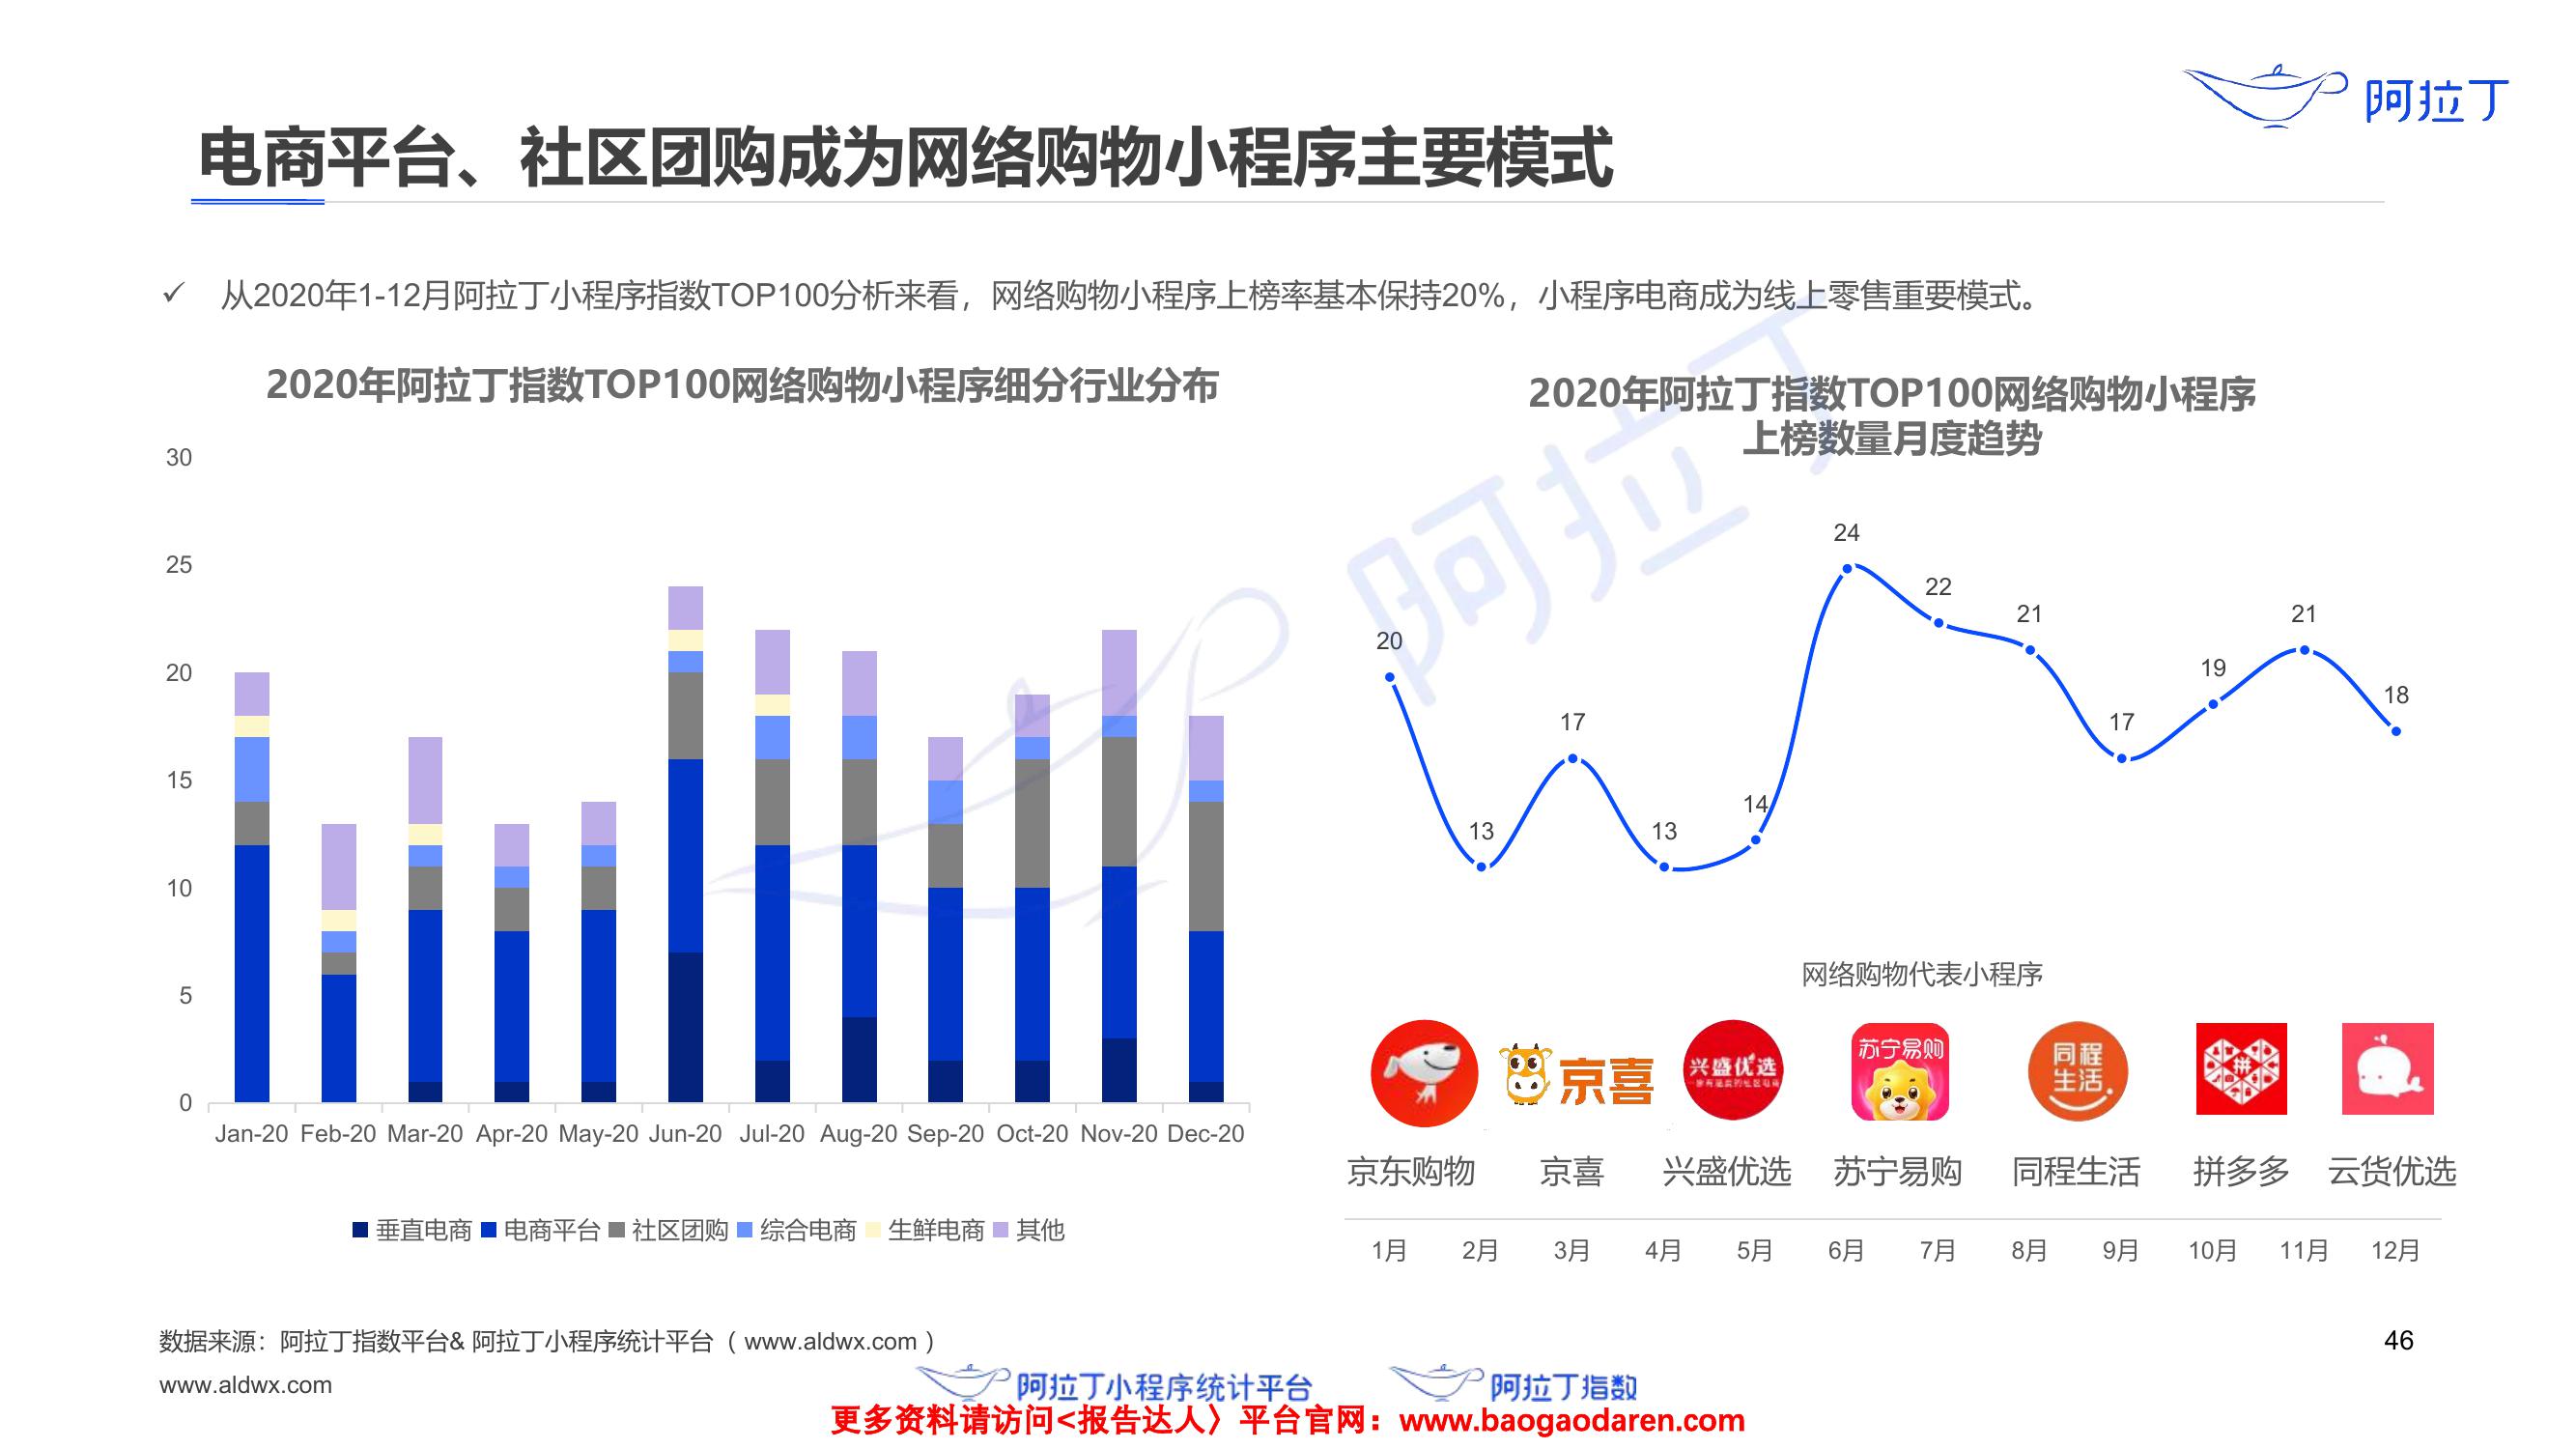 阿拉丁
电商平台、社区团购成为网络购物小程序主要模式
✓ 从2020年1-12月阿拉丁小程序指数TOP100分析来看，网络购物小程序上榜率基本保持20%，小程序电商成为线上零售重要模式。
2020年阿拉丁指数TOP100网络购物小程序细分行业分布
30
25
20
15
10
5
0
Jan-20 Feb-20 Mar-20 Apr-20 May-20 Jun-20 Jul-20 Aug-20 Sep-20 Oct-20 Nov-20 Dec-20
垂直电商 电商平台 社区团购 综合电商 生鲜电商 其他
2020年阿拉丁指数TOP100网络购物小程序
上榜数量月度趋势
20 13 17 13 14 24 22 21 17 19 21 18
阿拉丁
网络购物代表小程序
京喜
兴盛优选
苏宁易购
同程
生活
拼
京东购物 京喜 兴盛优选 苏宁易购 同程生活 拼多多 云货优选
1月 2月 3月 4月 5月 6月 7月 8月 9月 10月 11月 12月
数据来源：阿拉丁指数平台& 阿拉丁小程序统计平台（www.aldwx.com）
46
www.aldwx.com
阿拉丁小程序统计平台 阿拉丁指数
更多资料请访问<报告达人〉平台官网：www.baogaodaren.com